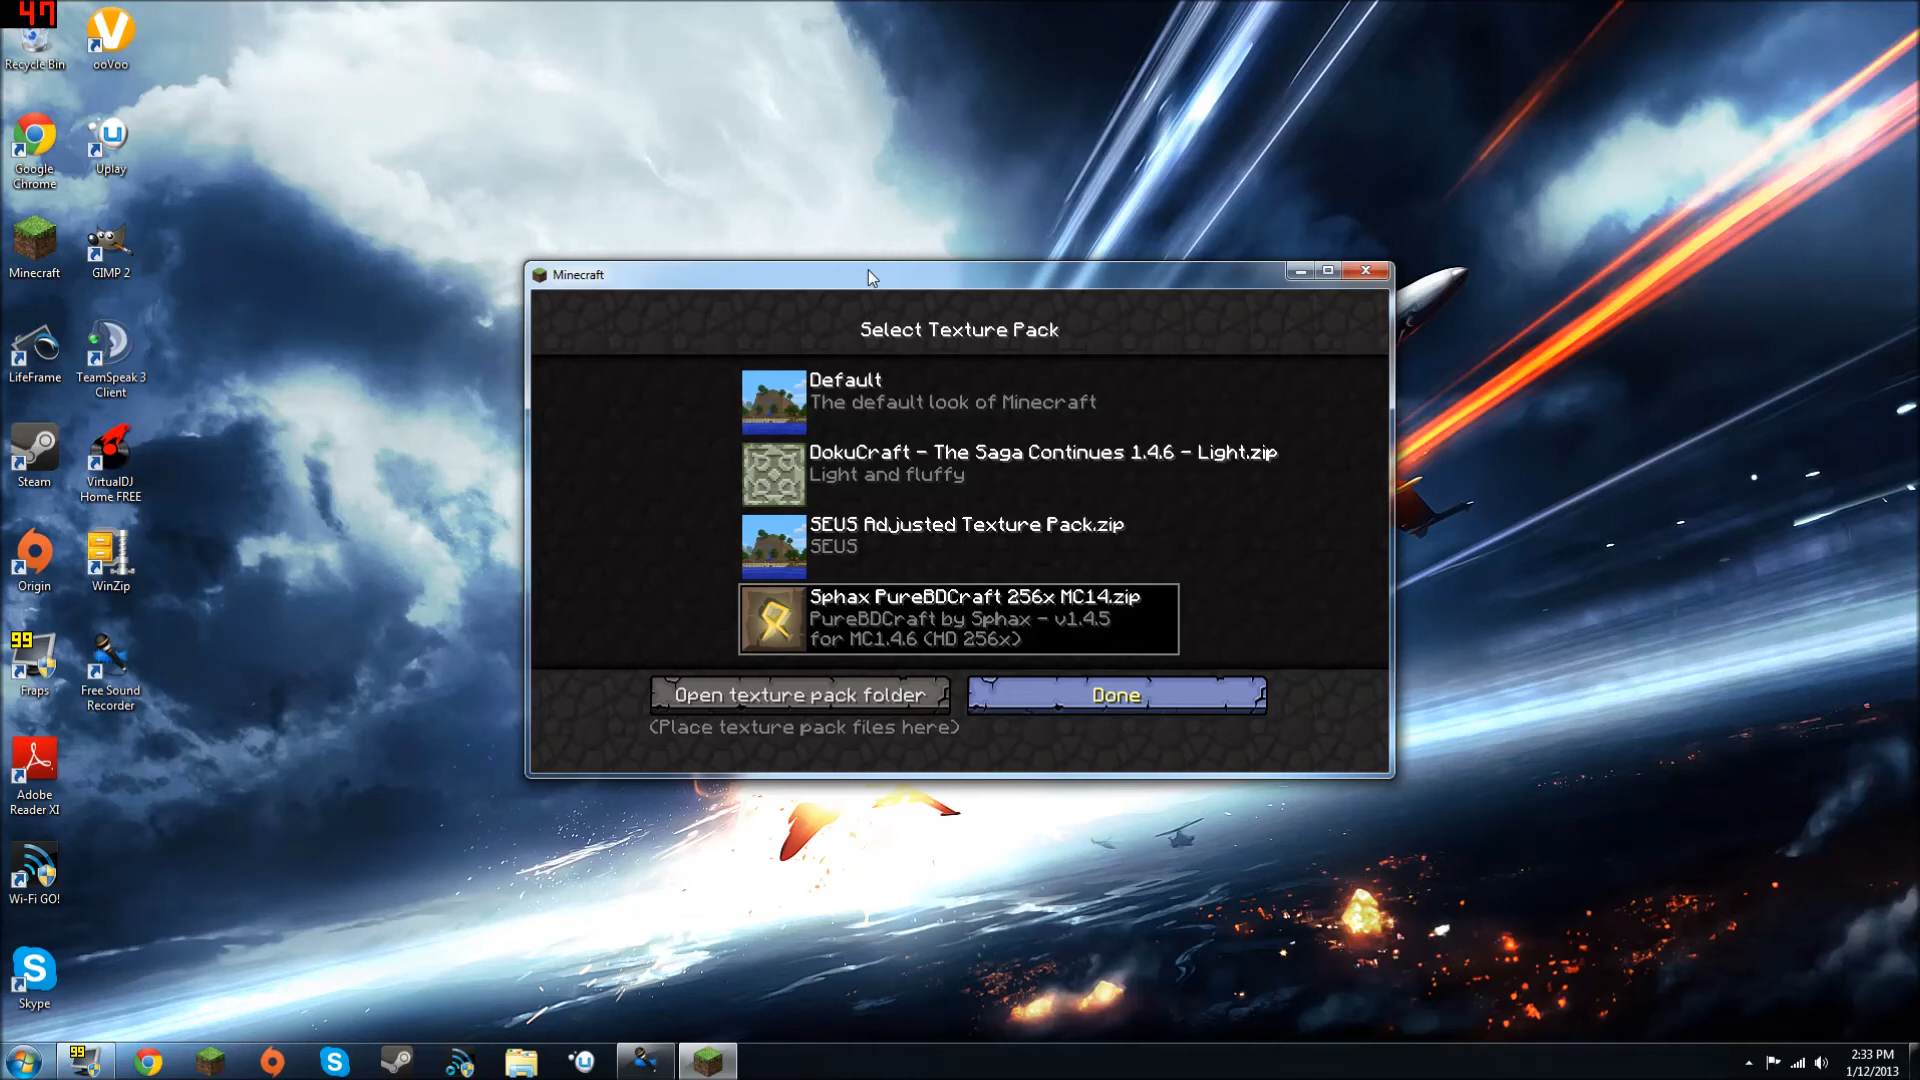 47
Recycle Bin
ooVoo
Google Chrome
Uplay
Minecraft
GIMP 2
LifeFrame
TeamSpeak 3 Client
Steam
VirtualDJ Home FREE
Origin
WinZip
99
Fraps
Free Sound Recorder
Adobe Reader XI
Wi-Fi GO!
Skype
Minecraft
Select Texture Pack
Default
The default look of Minecraft
DokuCraft - The Saga Continues 1.4.6 - Light.zip
Light and fluffy
SEUS Adjusted Texture Pack.zip
SEUS
Sphax PureBDCraft 256x MC14.zip
PureBDCraft by Sphax - v1.4.5
for MC1.4.6 (HD 256x)
Open texture pack folder
Done
(Place texture pack files here)
99
2:33 PM
1/12/2013